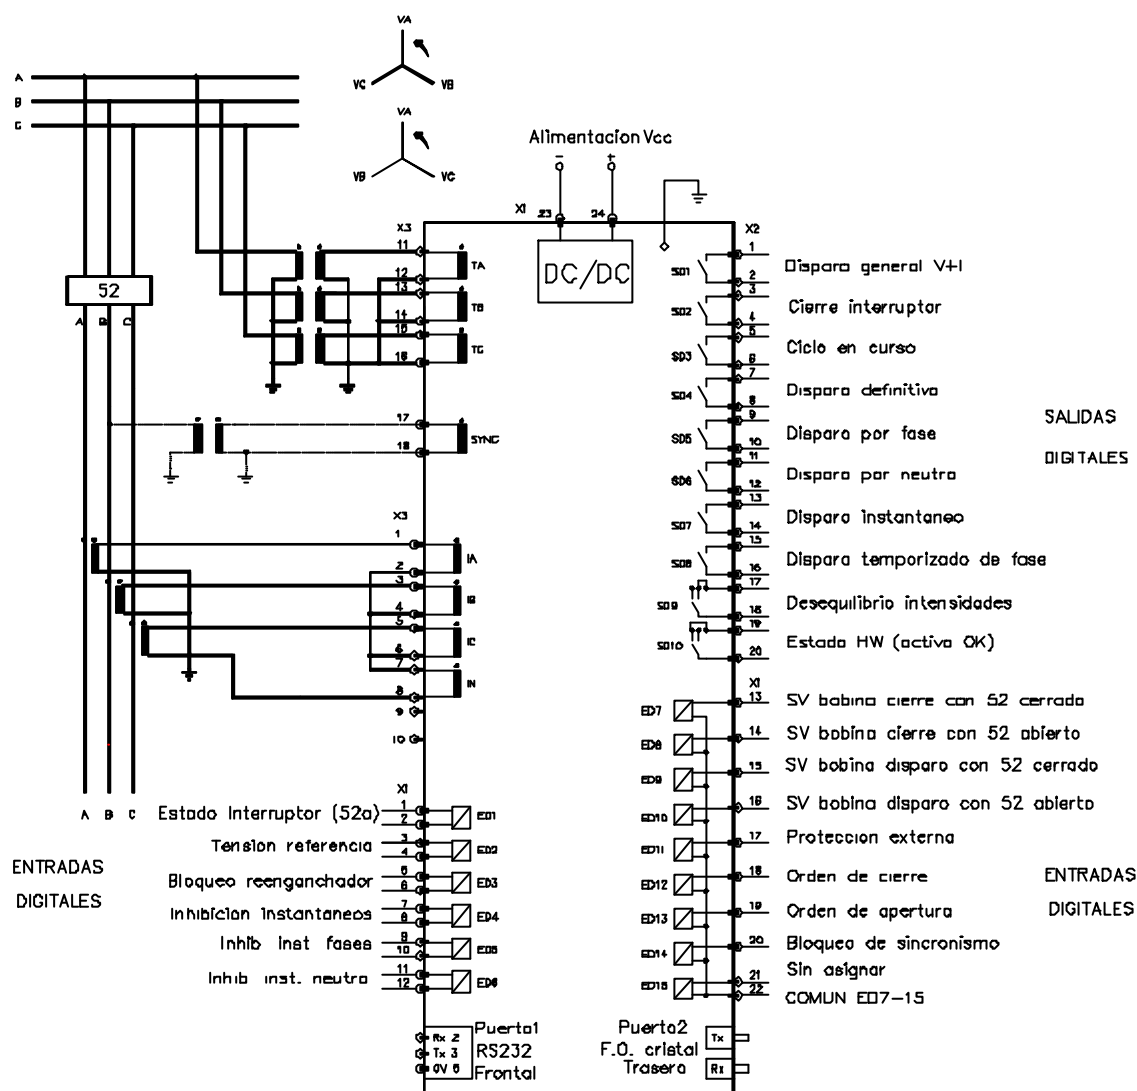 VA
VC VB
VA
VB VC
A
B
C
52
A B C
A B C
Alimentacion Vcc
- +
X1 23 24
DC/DC
X3
11
12
13
14
15
16
17
18
TA
TB
TC
SYNC
X3
1
2
3
4
5
6
7
8
9
10
IA
IB
IC
IN
X2
SD1 1 2 Disparo general V+I
SD2 3 4 Cierre interruptor
SD3 5 6 Ciclo en curso
SD4 7 8 Disparo definitivo
SD5 9 10 Disparo por fase
SD6 11 12 Disparo por neutro
SD7 13 14 Disparo instantaneo
SD8 15 16 Disparo temporizado de fase
SD9 17 18 Desequilibrio intensidades
SD10 19 20 Estado HW (activo OK)
SALIDAS
DIGITALES
X1
Estado Interruptor (52a) 1 2 ED1
Tension referencia 3 4 ED2
Bloqueo reenganchador 5 6 ED3
Inhibicion Instantaneos 7 8 ED4
Inhib inst fases 9 10 ED5
Inhib inst. neutro 11 12 ED6
ENTRADAS
DIGITALES
X1
ED7 13 SV bobina cierre con 52 cerrado
ED8 14 SV bobina cierre con 52 abierto
ED9 15 SV bobina disparo con 52 cerrado
ED10 16 SV bobina disparo con 52 abierto
ED11 17 Proteccion externa
ED12 18 Orden de cierre
ED13 19 Orden de apertura
ED14 20 Bloqueo de sincronismo
ED15 21 Sin asignar
22 COMUN ED7-15
ENTRADAS
DIGITALES
Rx 2 Puerto1
Tx 3 RS232
0V 5 Frontal
Puerto2 Tx
F.O. cristal
Trasero Rx